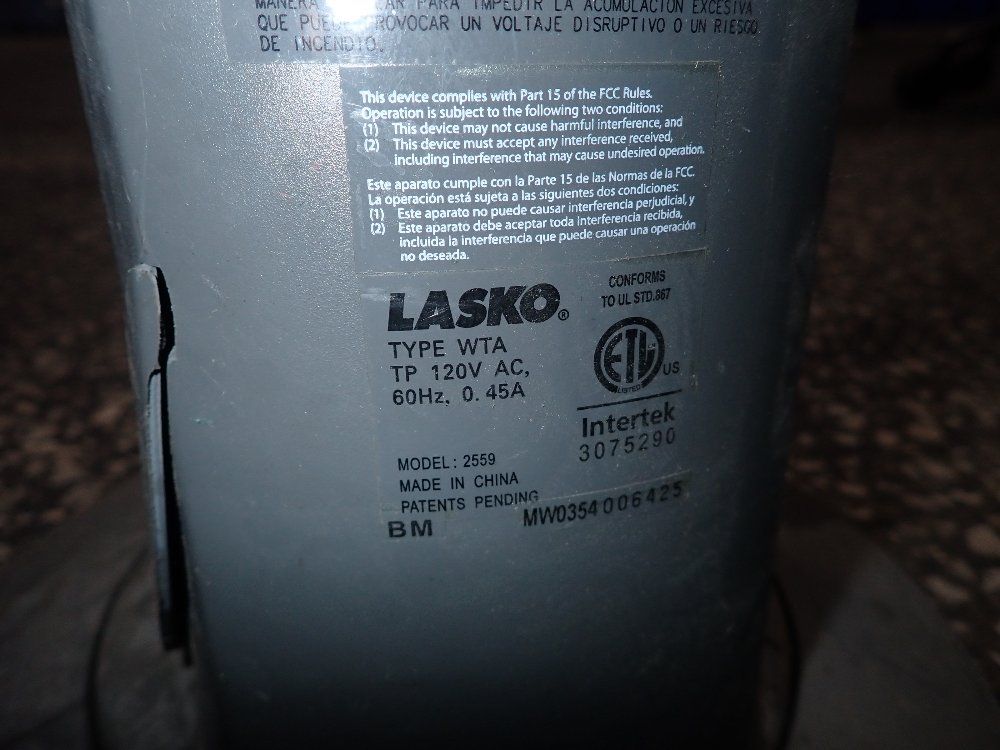 MANERA AR PARA IMPEDIR LA ACUMULACIÓN EXCESIVA
QUE PUEDE PROVOCAR UN VOLTAJE DISRUPTIVO O UN RIESGO
DE INCENDIO.
This device complies with Part 15 of the FCC Rules.
Operation is subject to the following two conditions:
(1) This device may not cause harmful interference, and
(2) This device must accept any interference received,
including interference that may cause undesired operation.
Este aparato cumple con la Parte 15 de las Normas de la FCC.
La operación está sujeta a las siguientes dos condiciones:
(1) Este aparato no puede causar interferencia perjudicial, y
(2) Este aparato debe aceptar toda interferencia recibida,
incluida la interferencia que puede causar una operación
no deseada.
LASKO®
TYPE WTA
TP 120V AC,
60Hz, 0.45A
CONFORMS
TO UL STD.867
ETL
LISTED
US
Intertek
3075290
MODEL: 2559
MADE IN CHINA
PATENTS PENDING
BM
MW0354006425